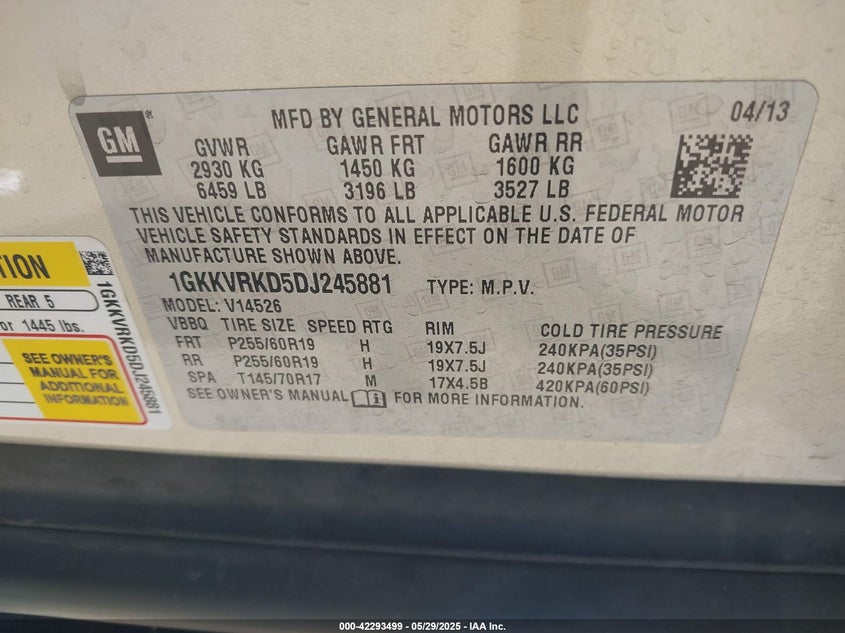 MFD BY GENERAL MOTORS LLC 04/13
GM®
GVWR GAWR FRT GAWR RR
2930 KG 1450 KG 1600 KG
6459 LB 3196 LB 3527 LB
THIS VEHICLE CONFORMS TO ALL APPLICABLE U.S. FEDERAL MOTOR
VEHICLE SAFETY STANDARDS IN EFFECT ON THE DATE OF
MANUFACTURE SHOWN ABOVE.
1GKKVRKD5DJ245881 TYPE: M.P.V.
MODEL: V14526
VBBQ TIRE SIZE SPEED RTG RIM COLD TIRE PRESSURE
FRT P255/60R19 H 19X7.5J 240KPA(35PSI)
RR P255/60R19 H 19X7.5J 240KPA(35PSI)
SPA T145/70R17 M 17X4.5B 420KPA(60PSI)
SEE OWNER'S MANUAL FOR MORE INFORMATION.
TION
REAR 5
or 1445 lbs.
SEE OWNER'S
MANUAL FOR
ADDITIONAL
INFORMATION
1GKKVRKD5DJ245881
000-42293499 - 05/29/2025 - IAA Inc.